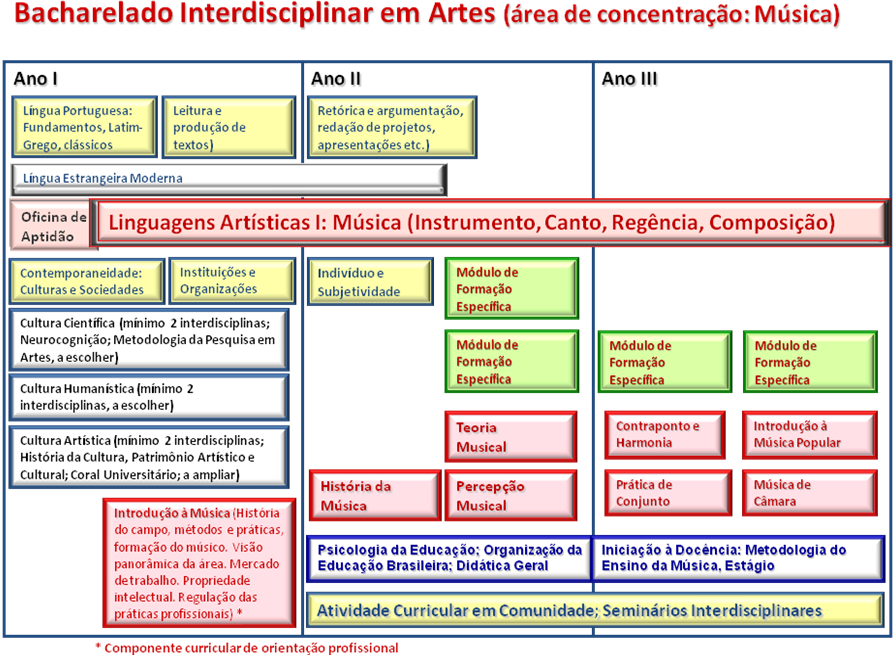 Bacharelado Interdisciplinar em Artes (área de concentração: Música)
Ano I
Ano II
Ano III
Língua Portuguesa:
Fundamentos, Latim-
Grego, clássicos
Leitura e
produção de
textos)
Retórica e argumentação,
redação de projetos,
apresentações etc.)
Língua Estrangeira Moderna
Oficina de
Aptidão
Linguagens Artísticas I: Música (Instrumento, Canto, Regência, Composição)
Contemporaneidade:
Culturas e Sociedades
Instituições e
Organizações
Indivíduo e
Subjetividade
Módulo de
Formação
Específica
Cultura Científica (mínimo 2 interdisciplinas;
Neurocognição; Metodologia da Pesquisa em
Artes, a escolher)
Módulo de
Formação
Específica
Módulo de
Formação
Específica
Módulo de
Formação
Específica
Cultura Humanística (mínimo 2
interdisciplinas, a escolher)
Cultura Artística (mínimo 2 interdisciplinas;
História da Cultura, Patrimônio Artístico e
Cultural; Coral Universitário; a ampliar)
Teoria
Musical
Contraponto e
Harmonia
Introdução à
Música Popular
História da
Música
Percepção
Musical
Prática de
Conjunto
Música de
Câmara
Introdução à Música (História
do campo, métodos e práticas,
formação do músico. Visão
panorâmica da área. Mercado
de trabalho. Propriedade
intelectual. Regulação das
práticas profissionais) *
Psicologia da Educação; Organização da
Educação Brasileira; Didática Geral
Iniciação à Docência: Metodologia do
Ensino da Música, Estágio
Atividade Curricular em Comunidade; Seminários Interdisciplinares
* Componente curricular de orientação profissional